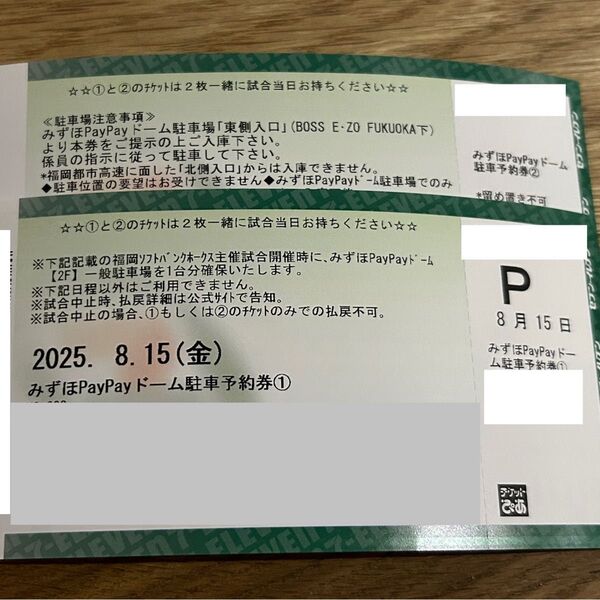 ☆☆①と②のﾁｹｯﾄは２枚一緒に試合当日お持ちください☆☆
≪駐車場注意事項≫
みずほPayPayドーム駐車場「東側入口」(BOSS E・ZO FUKUOKA下)
より本券をご提示の上ご入庫下さい。
係員の指示に従って駐車して下さい。
*福岡都市高速に面した「北側入口」からは入庫できません。
◆駐車位置の要望はお受けできません◆みずほPayPayﾄﾞｰﾑ駐車場でのみ
みずほPayPayドーム
駐車予約券②
*留め置き不可
☆☆①と②のﾁｹｯﾄは２枚一緒に試合当日お持ちください☆☆
※下記記載の福岡ｿﾌﾄﾊﾞﾝｸﾎｰｸｽ主催試合開催時に、みずほPayPayﾄﾞｰﾑ
【2F】一般駐車場を1台分確保いたします。
※下記日程以外はご利用できません。
※試合中止時、払戻詳細は公式サイトで告知。
※試合中止の場合、①もしくは②のﾁｹｯﾄのみでの払戻不可。
2025. 8.15(金)
みずほPayPayドーム駐車予約券①
P
8月15日
みずほPayPayドー
ム駐車予約券①
チケット
ぴあ
7-ELEVEN